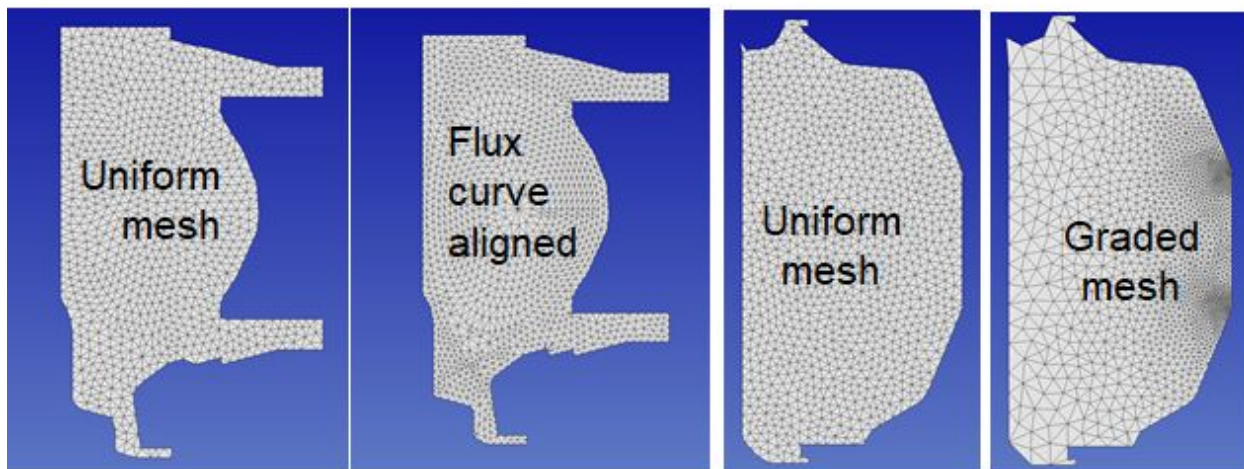 Uniform
mesh
Flux
curve
aligned
Uniform
mesh
Graded
mesh